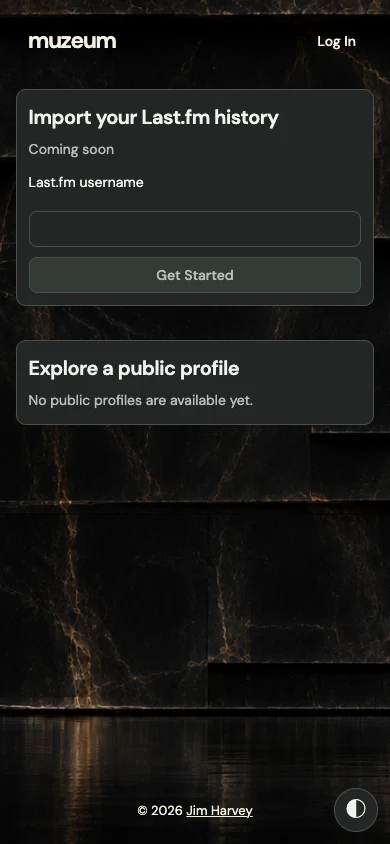 muzeum
Log In
Import your Last.fm history
Coming soon
Last.fm username
Get Started
Explore a public profile
No public profiles are available yet.
© 2026 Jim Harvey